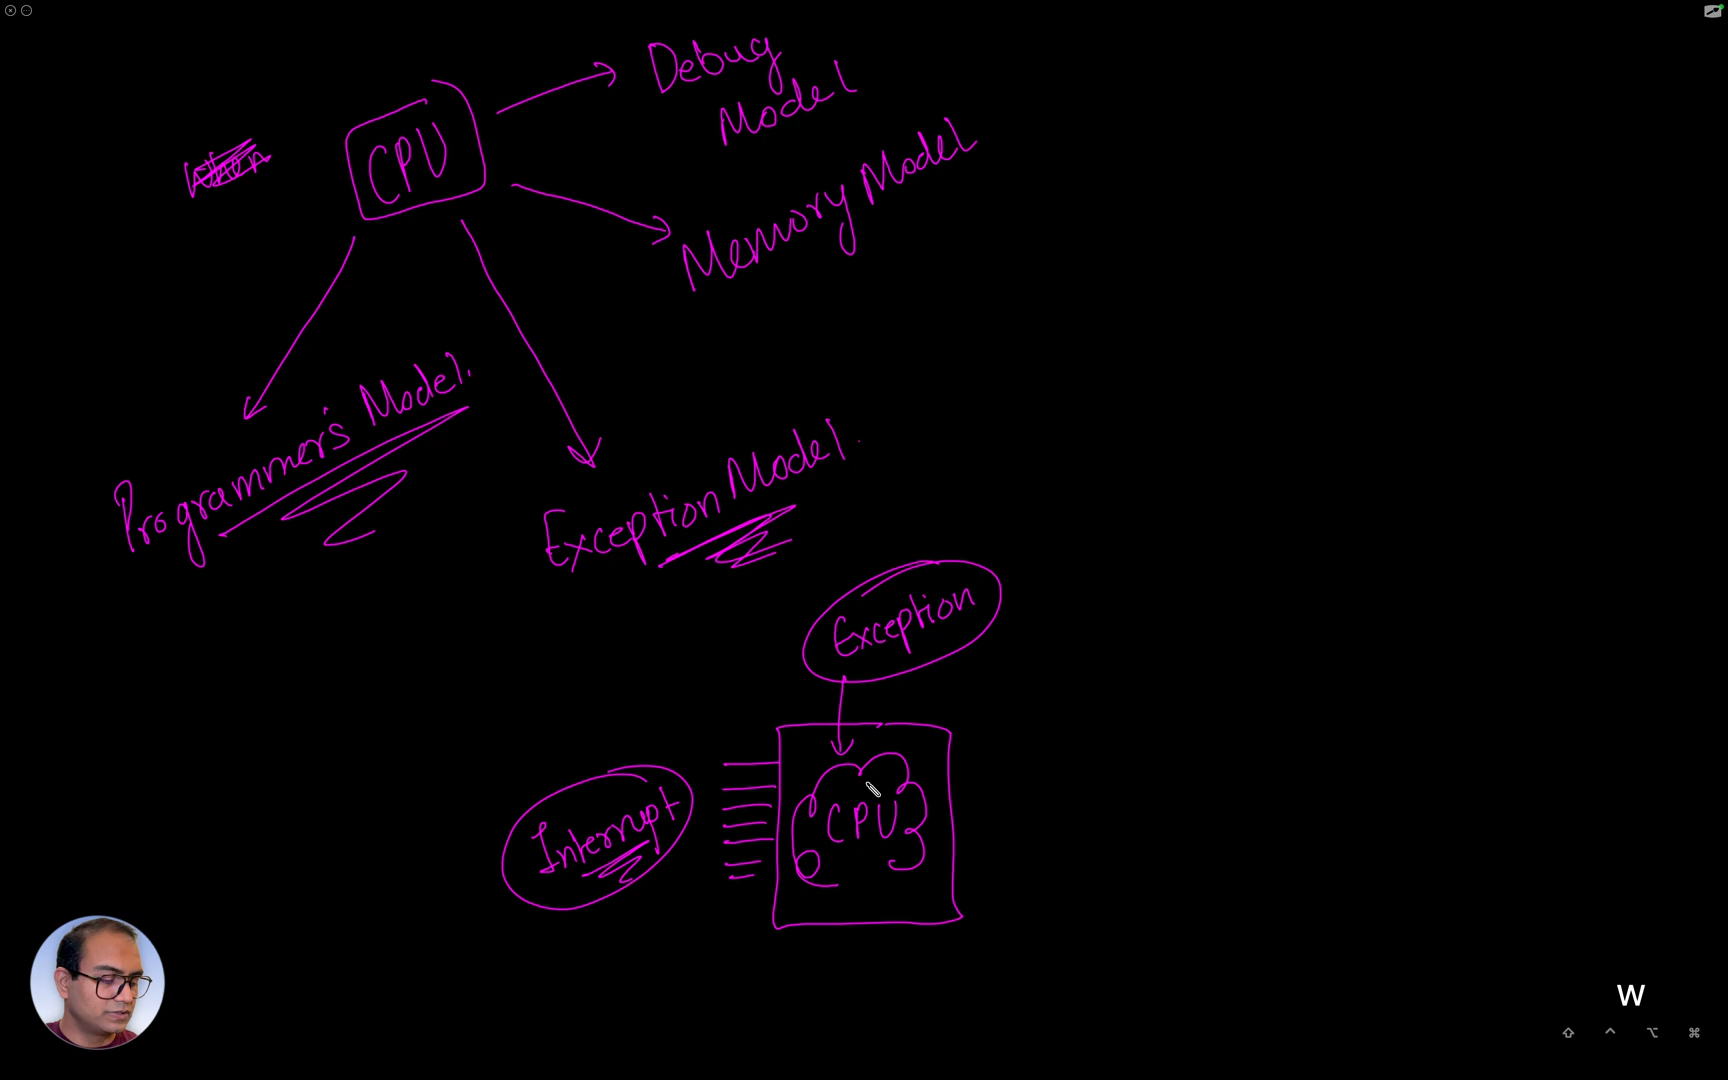 Debug
Model
CPU
Memory Model
Programmer's Model.
Exception Model.
Exception
Interrupt
CPU
W